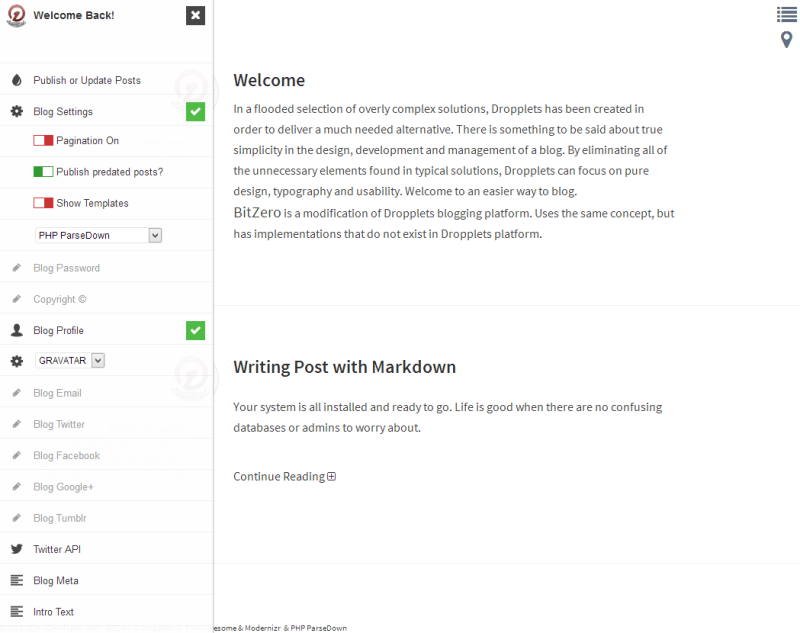 Welcome Back!
Publish or Update Posts
Blog Settings
Pagination On
Publish predated posts?
Show Templates
PHP ParseDown
Blog Password
Copyright ©
Blog Profile
GRAVATAR
Blog Email
Blog Twitter
Blog Facebook
Blog Google+
Blog Tumblr
Twitter API
Blog Meta
Intro Text
Welcome
In a flooded selection of overly complex solutions, Dropplets has been created in
order to deliver a much needed alternative. There is something to be said about true
simplicity in the design, development and management of a blog. By eliminating all of
the unnecessary elements found in typical solutions, Dropplets can focus on pure
design, typography and usability. Welcome to an easier way to blog.
BitZero is a modification of Dropplets blogging platform. Uses the same concept, but
has implementations that do not exist in Dropplets platform.
Writing Post with Markdown
Your system is all installed and ready to go. Life is good when there are no confusing
databases or admins to worry about.
Continue Reading
esome & Modernizr & PHP ParseDown